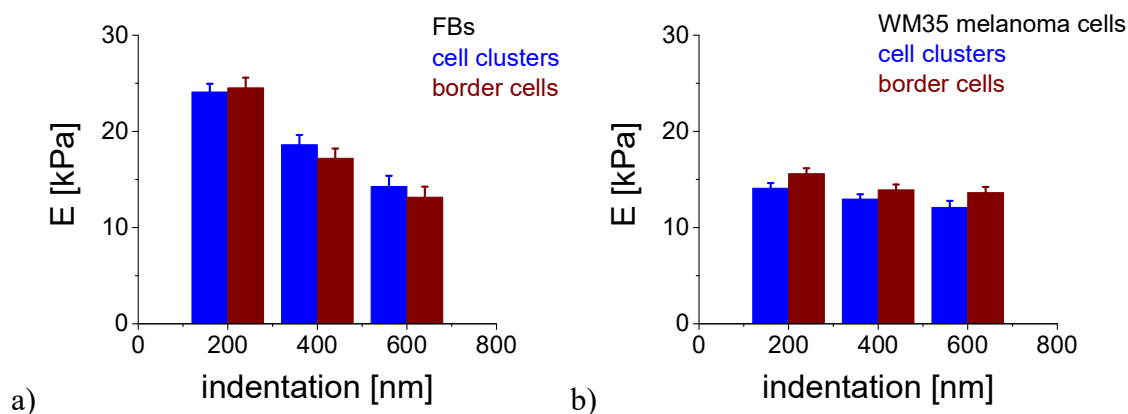 FBs
cell clusters
border cells
E [kPa]
30
20
10
0
0 200 400 600 800
indentation [nm]
a)
WM35 melanoma cells
cell clusters
border cells
E [kPa]
30
20
10
0
0 200 400 600 800
indentation [nm]
b)